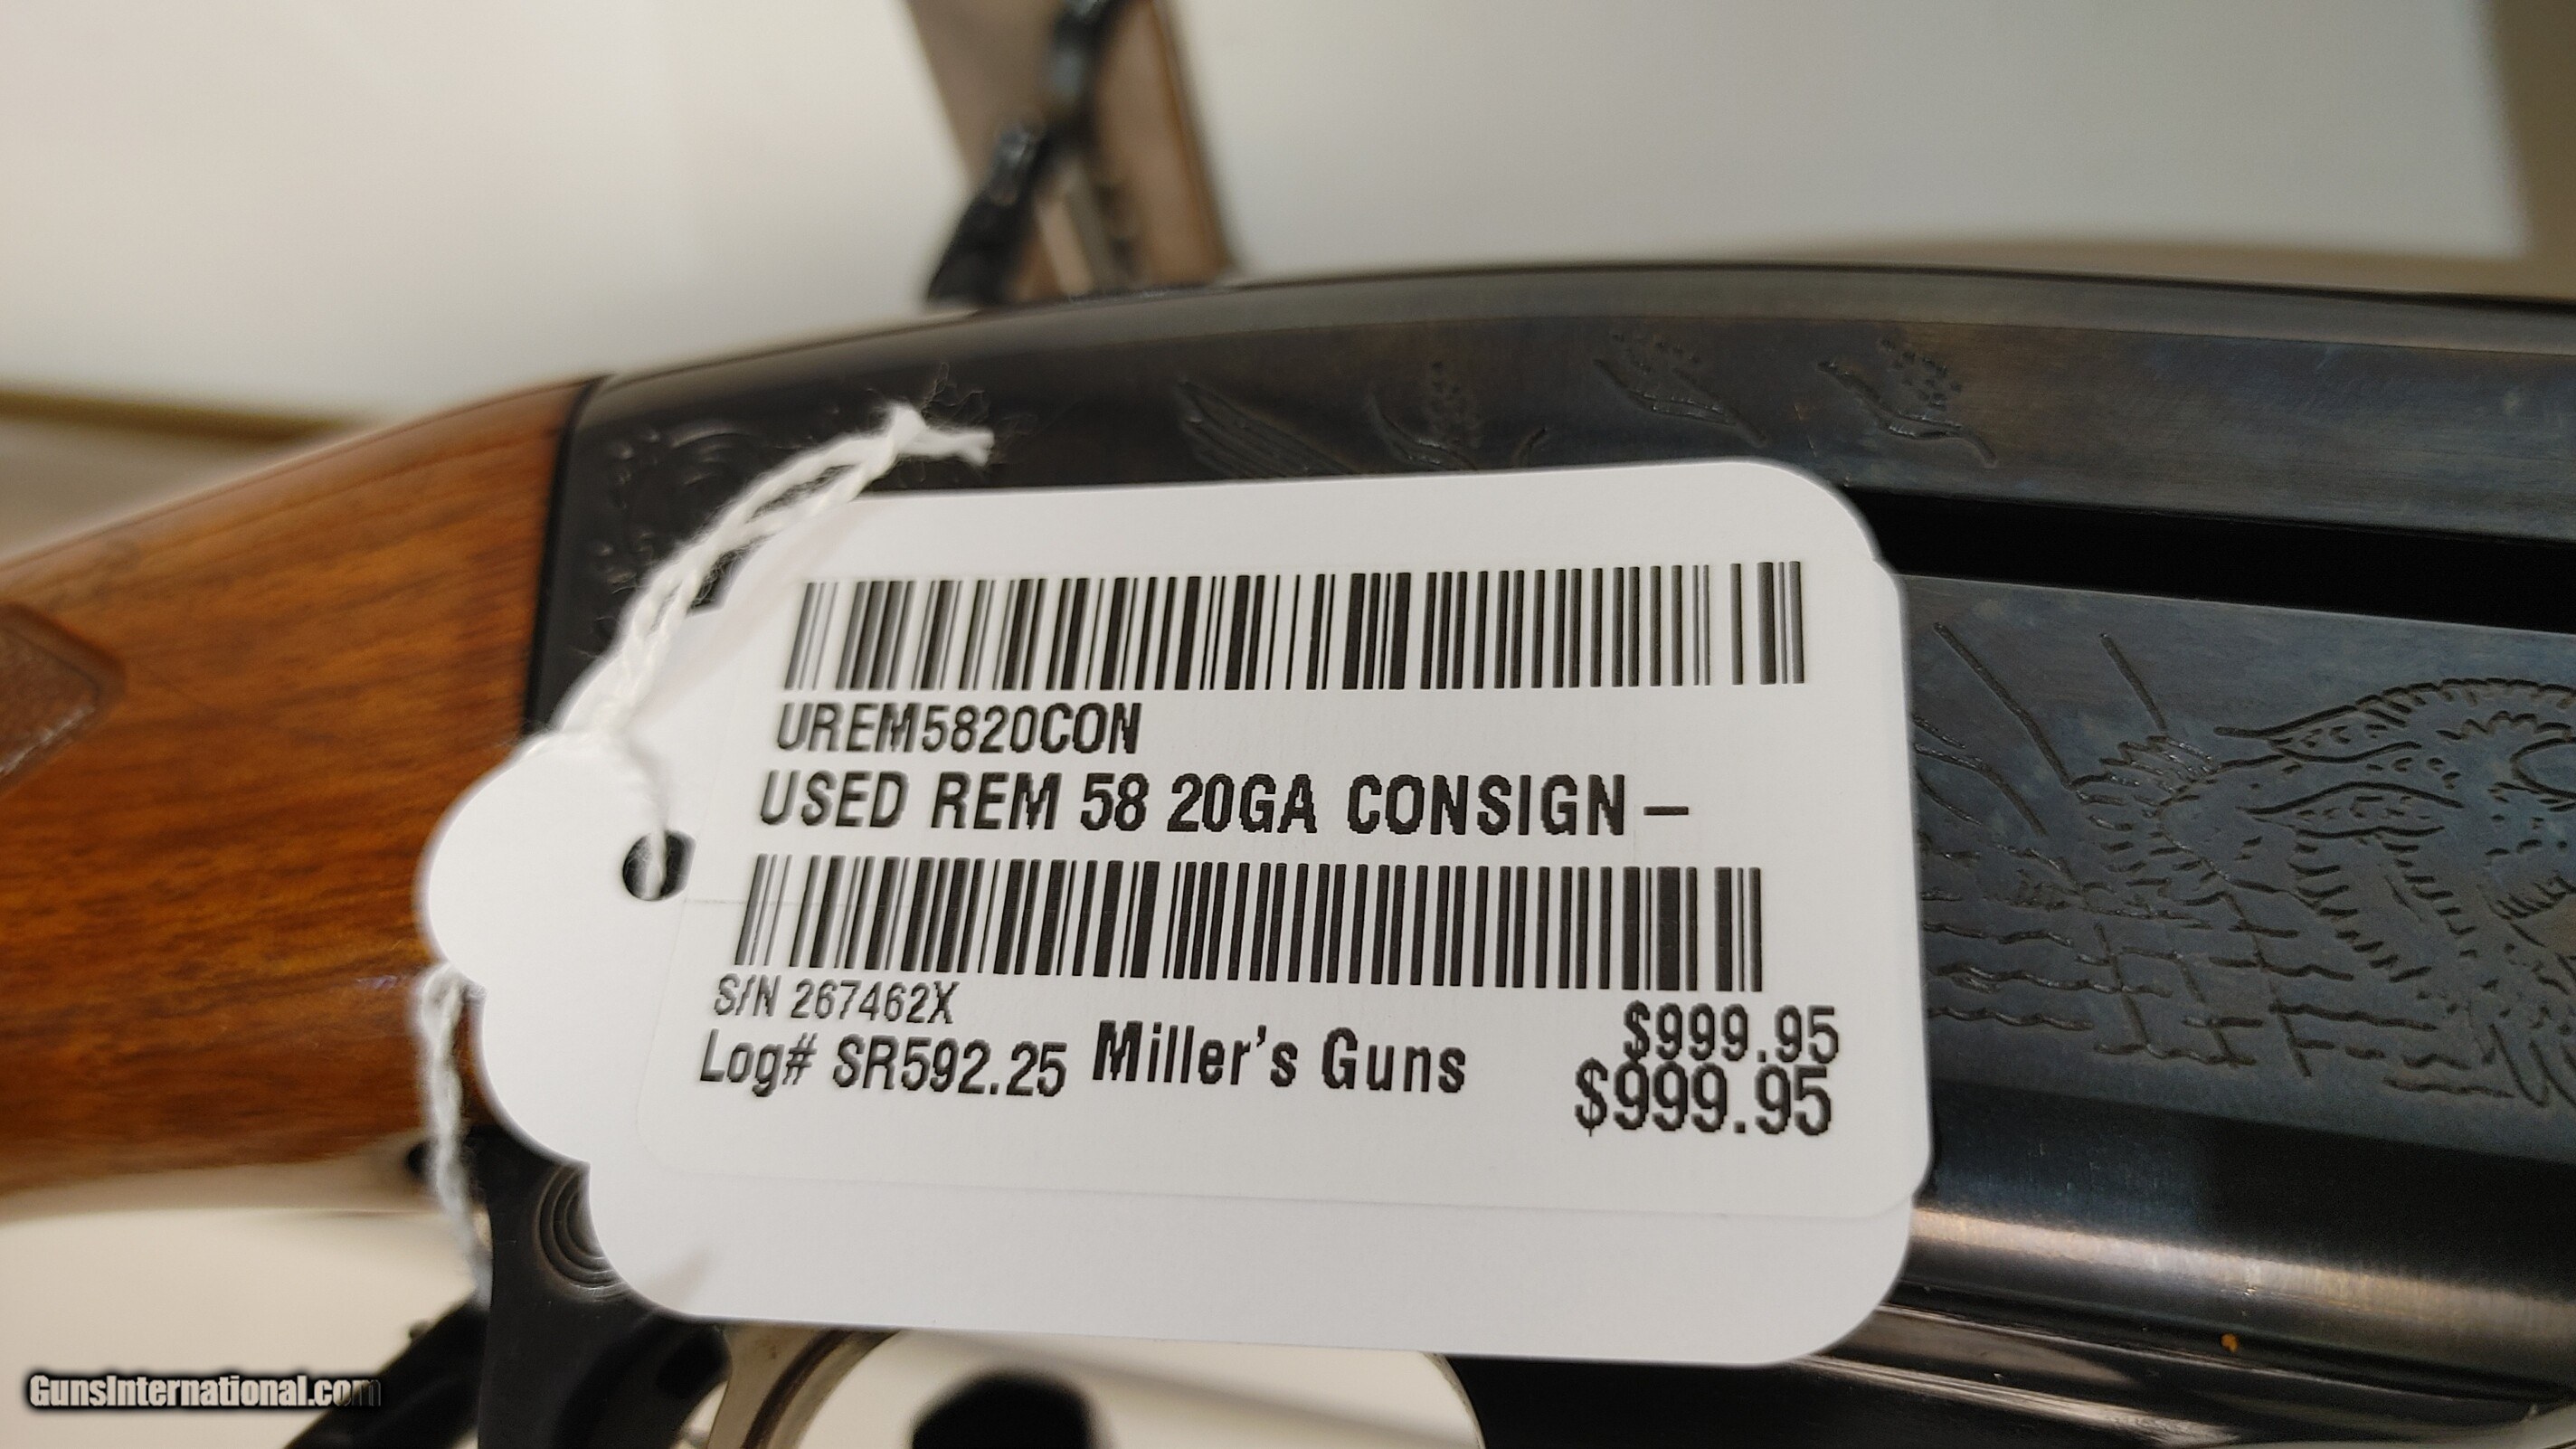 UREM5820CON
USED REM 58 20GA CONSIGN–
S/N 267462X
$999.95
Log# SR592.25 Miller's Guns
$999.95
GunsInternational.com